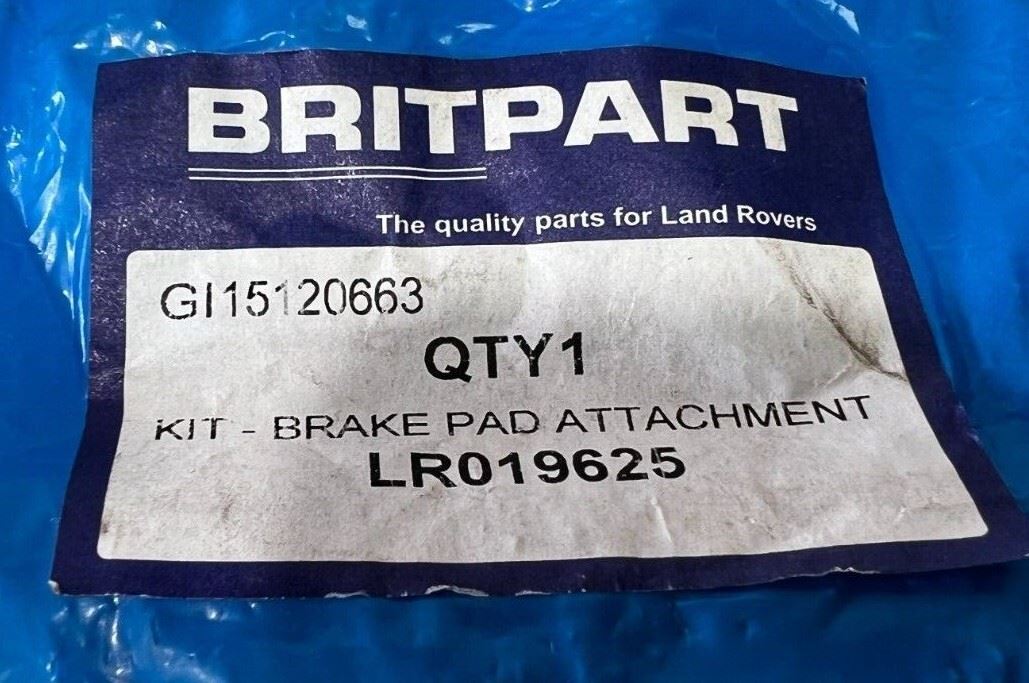 BRITPART
The quality parts for Land Rovers
GI15120663
QTY1
KIT - BRAKE PAD ATTACHMENT
LR019625